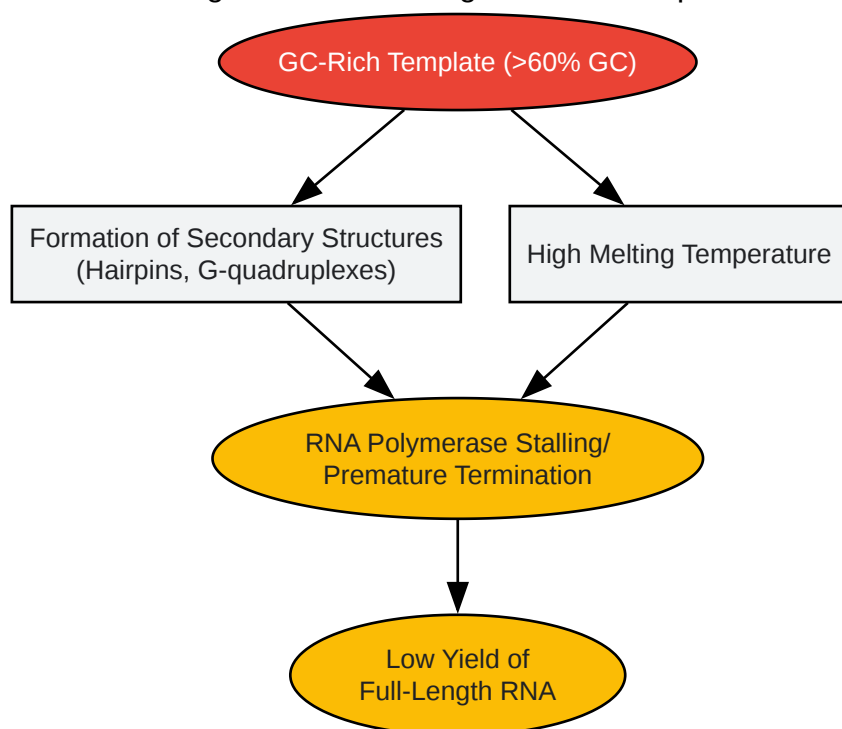 GC-Rich Template (>60% GC)
Formation of Secondary Structures
(Hairpins, G-quadruplexes)
High Melting Temperature
RNA Polymerase Stalling/
Premature Termination
Low Yield of
Full-Length RNA